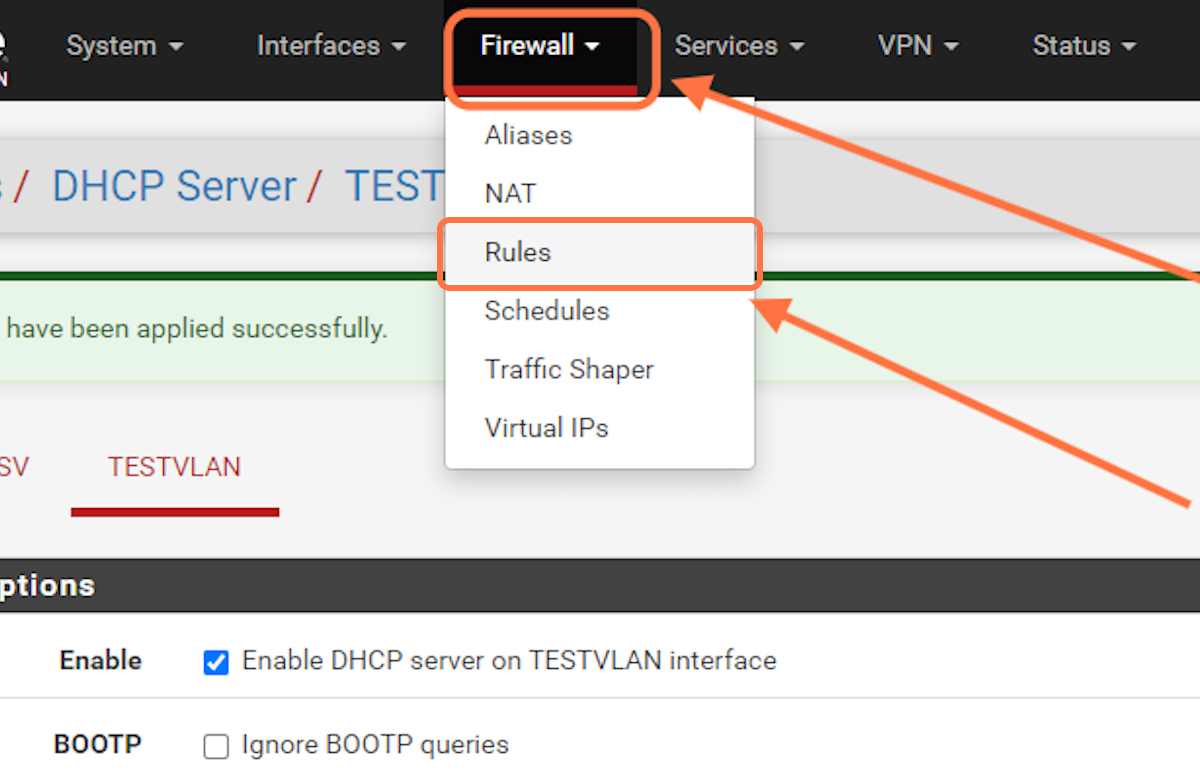 System Interfaces Firewall Services VPN Status
Aliases
/ DHCP Server / TEST
NAT
Rules
Schedules
have been applied successfully.
Traffic Shaper
Virtual IPs
SV TESTVLAN
ptions
Enable Enable DHCP server on TESTVLAN interface
BOOTP Ignore BOOTP queries